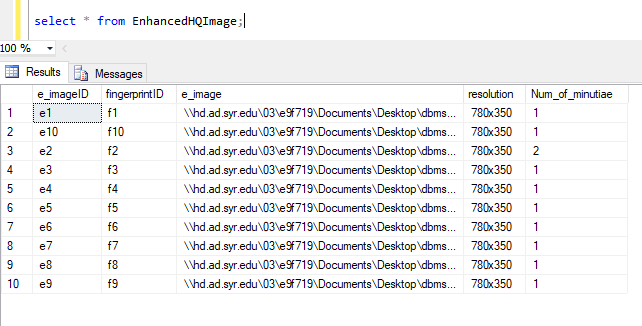 select * from EnhancedHQImage;
100 %
Results Messages
e_imageID fingerprintID e_image resolution Num_of_minutiae
1 e1 f1 \\hd.ad.syr.edu\03\e9f719\Documents\Desktop\dbms... 780x350 1
2 e10 f10 \\hd.ad.syr.edu\03\e9f719\Documents\Desktop\dbms... 780x350 1
3 e2 f2 \\hd.ad.syr.edu\03\e9f719\Documents\Desktop\dbms... 780x350 2
4 e3 f3 \\hd.ad.syr.edu\03\e9f719\Documents\Desktop\dbms... 780x350 1
5 e4 f4 \\hd.ad.syr.edu\03\e9f719\Documents\Desktop\dbms... 780x350 1
6 e5 f5 \\hd.ad.syr.edu\03\e9f719\Documents\Desktop\dbms... 780x350 1
7 e6 f6 \\hd.ad.syr.edu\03\e9f719\Documents\Desktop\dbms... 780x350 1
8 e7 f7 \\hd.ad.syr.edu\03\e9f719\Documents\Desktop\dbms... 780x350 1
9 e8 f8 \\hd.ad.syr.edu\03\e9f719\Documents\Desktop\dbms... 780x350 1
10 e9 f9 \\hd.ad.syr.edu\03\e9f719\Documents\Desktop\dbms... 780x350 1